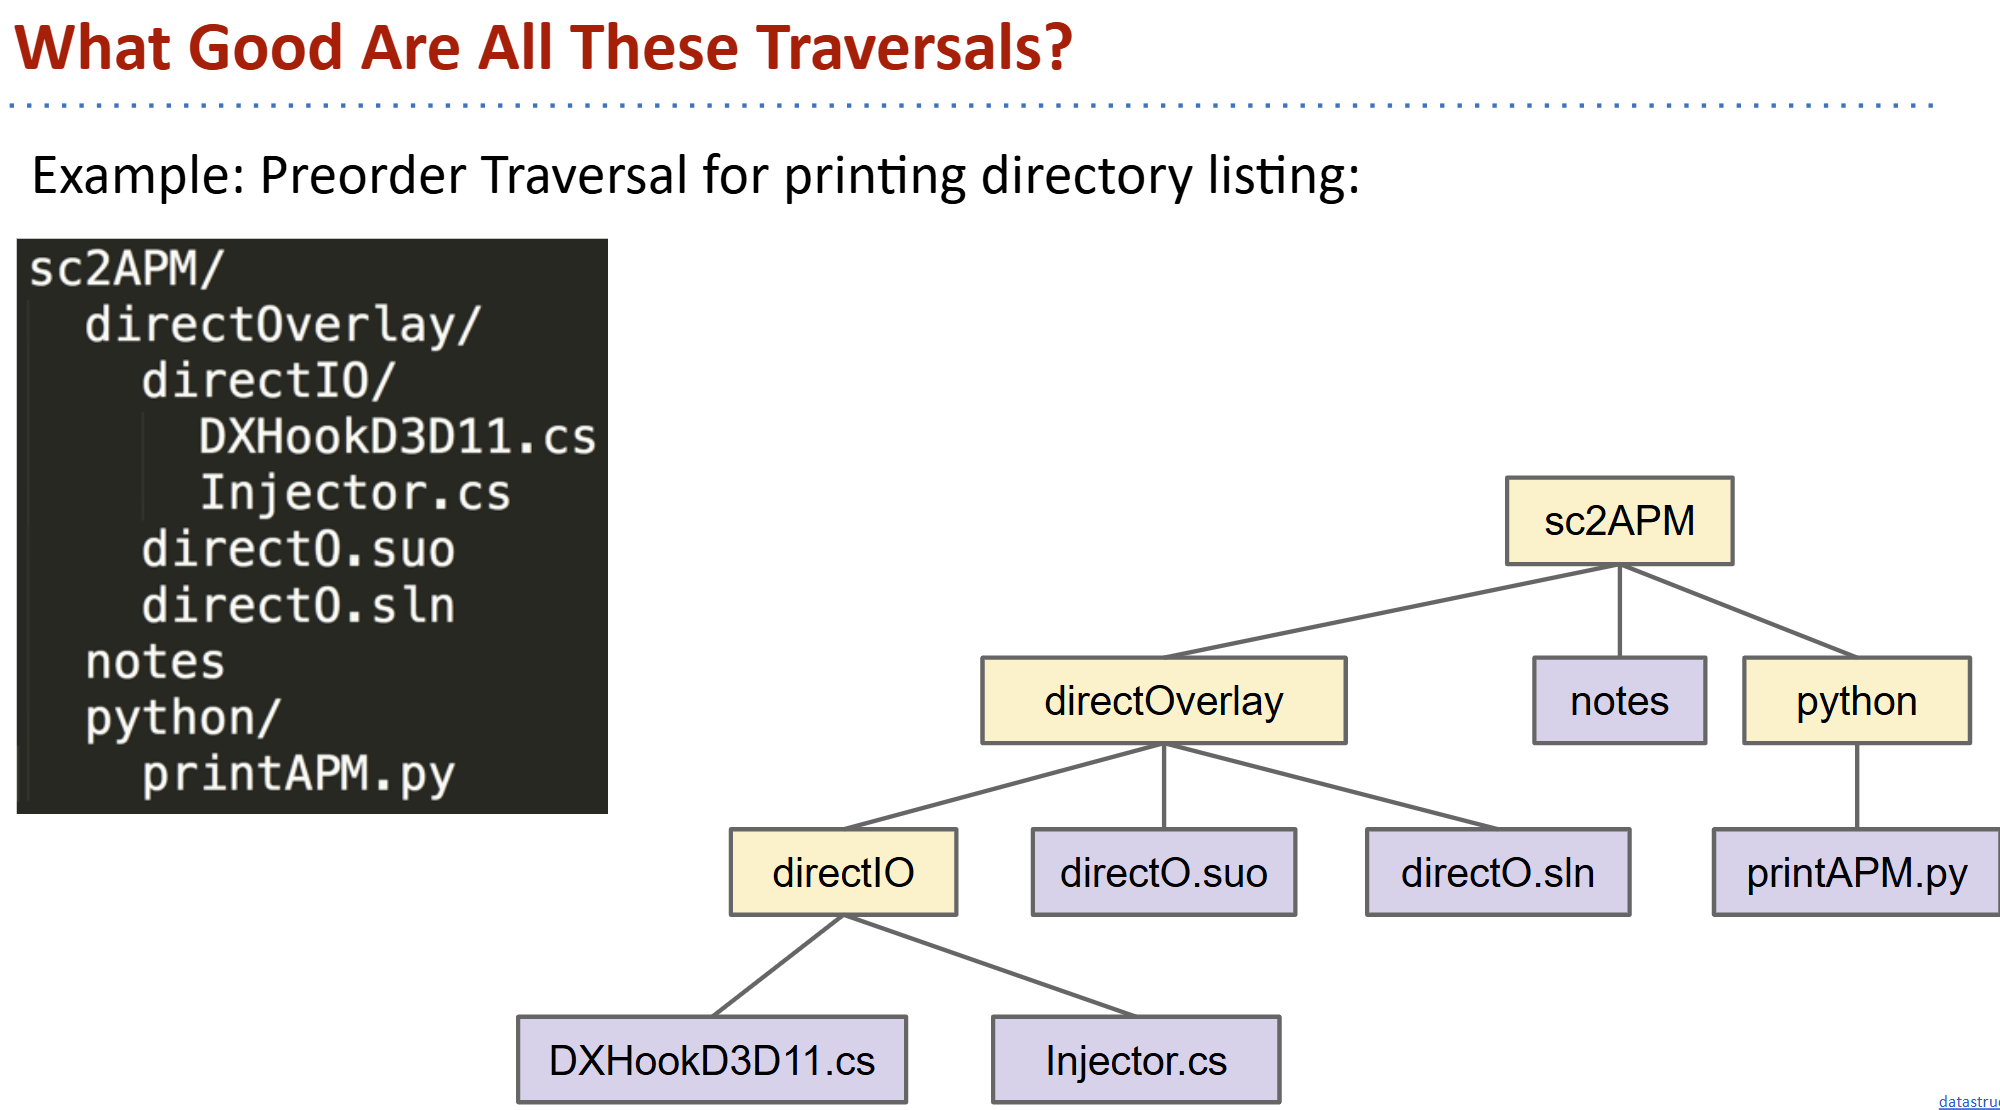 What Good Are All These Traversals?
Example: Preorder Traversal for printing directory listing:
sc2APM/
directOverlay/
directIO/
DXHookD3D11.cs
Injector.cs
directO.suo
directO.sln
notes
python/
printAPM.py
sc2APM
directOverlay
notes
python
directIO
directO.suo
directO.sln
printAPM.py
DXHookD3D11.cs
Injector.cs
datastruc